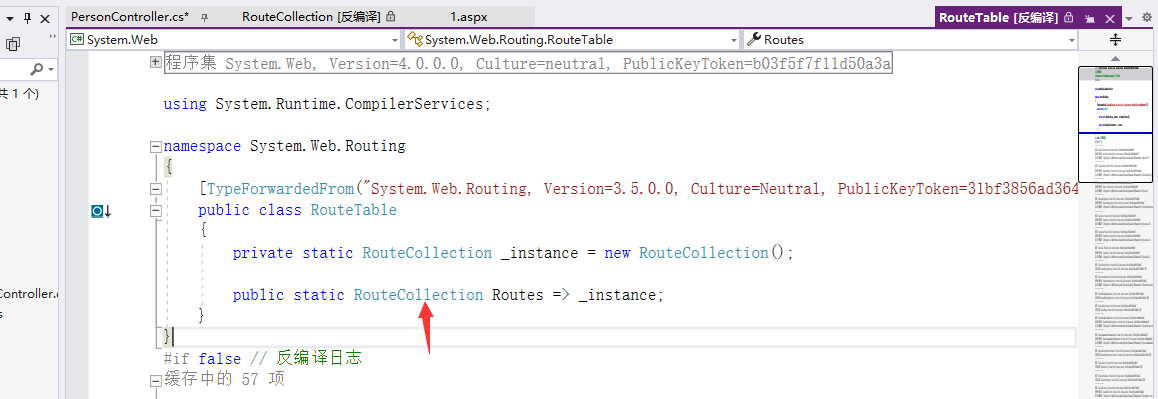 PersonController.cs* RouteCollection [反编译] 1.aspx RouteTable [反编译]
System.Web System.Web.Routing.RouteTable Routes
程序集 System.Web, Version=4.0.0.0, Culture=neutral, PublicKeyToken=b03f5f7f11d50a3a
共 1 个)
using System.Runtime.CompilerServices;
namespace System.Web.Routing
{
[TypeForwardedFrom("System.Web.Routing, Version=3.5.0.0, Culture=Neutral, PublicKeyToken=31bf3856ad364
public class RouteTable
{
private static RouteCollection _instance = new RouteCollection();
Controller.c
public static RouteCollection Routes => _instance;
s
}
}
#if false // 反编译日志
缓存中的 57 项